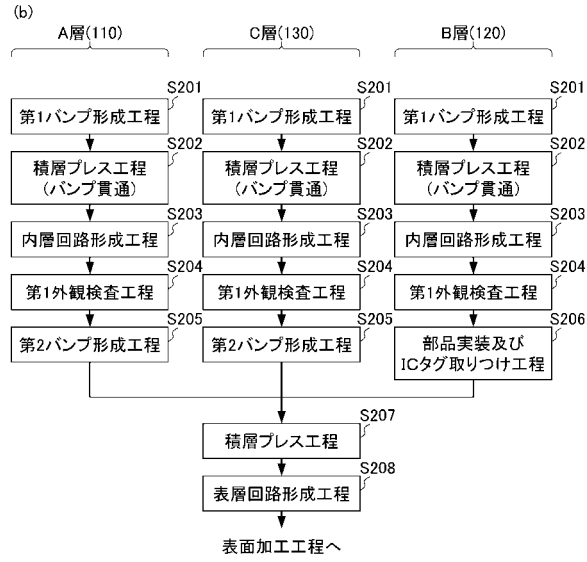 (b)
A層(110)
C層(130)
B層(120)
S201
S201
S201
第1バンプ形成工程
第1バンプ形成工程
第1バンプ形成工程
S202
S202
S202
積層プレス工程
(バンプ貫通)
積層プレス工程
(バンプ貫通)
積層プレス工程
(バンプ貫通)
S203
S203
S203
内層回路形成工程
内層回路形成工程
内層回路形成工程
S204
S204
S204
第1外観検査工程
第1外観検査工程
第1外観検査工程
S205
S205
S206
第2バンプ形成工程
第2バンプ形成工程
部品実装及び
ICタグ取りつけ工程
S207
積層プレス工程
S208
表層回路形成工程
表面加工工程へ